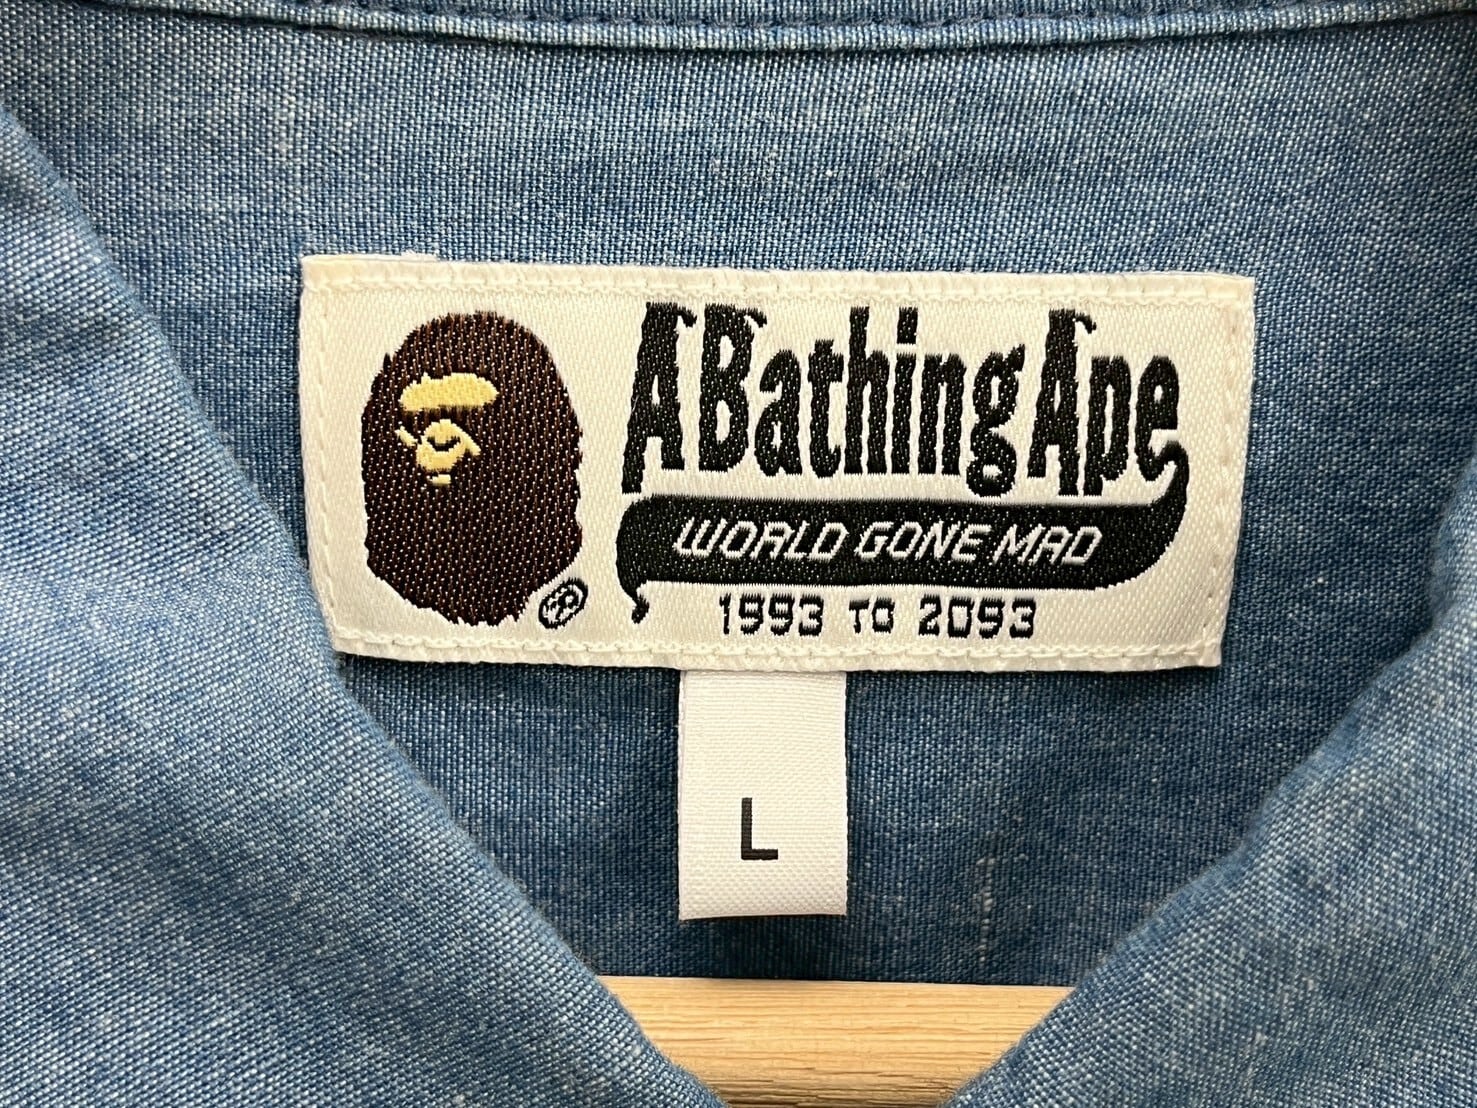 A Bathing Ape
WORLD GONE MAD
®
1993 TO 2093
L